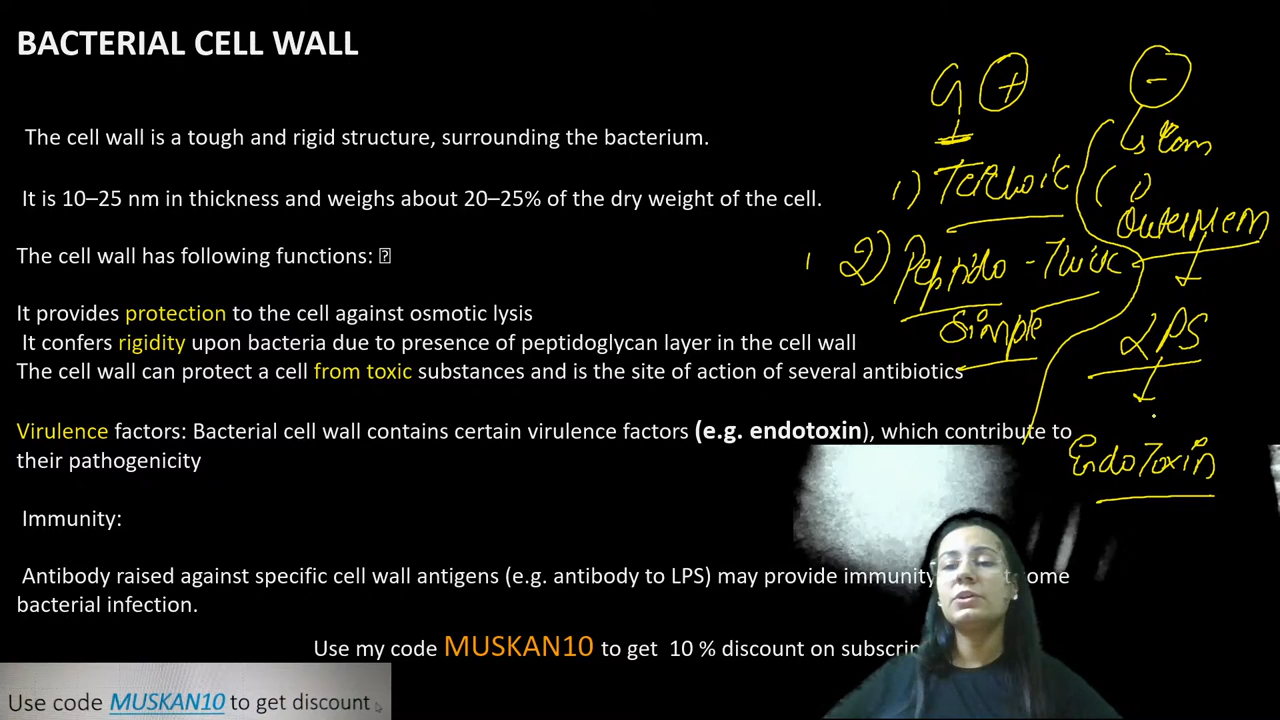 BACTERIAL CELL WALL
The cell wall is a tough and rigid structure, surrounding the bacterium.
It is 10–25 nm in thickness and weighs about 20–25% of the dry weight of the cell.
The cell wall has following functions:
It provides protection to the cell against osmotic lysis
It confers rigidity upon bacteria due to presence of peptidoglycan layer in the cell wall
The cell wall can protect a cell from toxic substances and is the site of action of several antibiotics
Virulence factors: Bacterial cell wall contains certain virulence factors (e.g. endotoxin), which contribute to
their pathogenicity
Immunity:
Antibody raised against specific cell wall antigens (e.g. antibody to LPS) may provide immunity
bacterial infection.
Use my code MUSKAN10 to get 10 % discount on
Use code MUSKAN10 to get discount
G + -
1)
2) Peptido -
Simple
LPS
EndoToxin